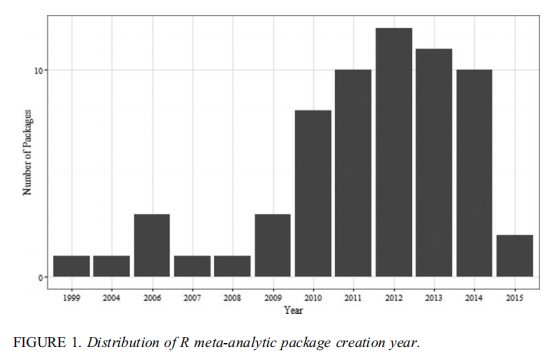 10
0
Number of Packages
1999 2004 2006 2007 2008 2009 2010 2011 2012 2013 2014 2015
Year
FIGURE 1. Distribution of R meta-analytic package creation year.